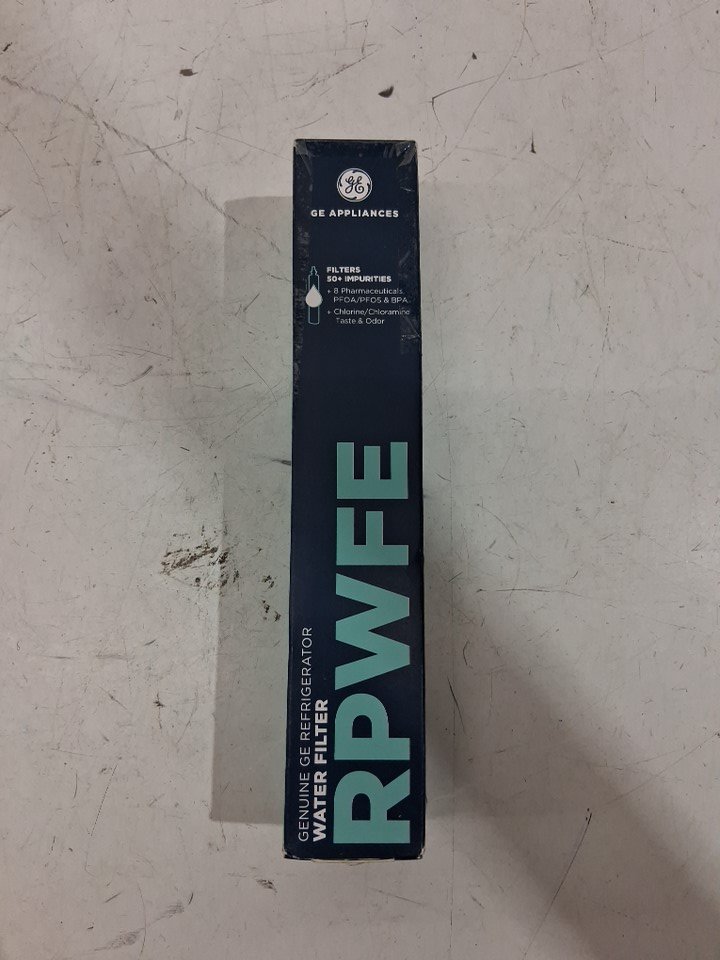 GE
GE APPLIANCES
FILTERS
50+ IMPURITIES
+ 8 Pharmaceuticals,
PFOA/PFOS & BPA
+ Chlorine/Chloramine
Taste & Odor
GENUINE GE REFRIGERATOR
WATER FILTER
RPWFE